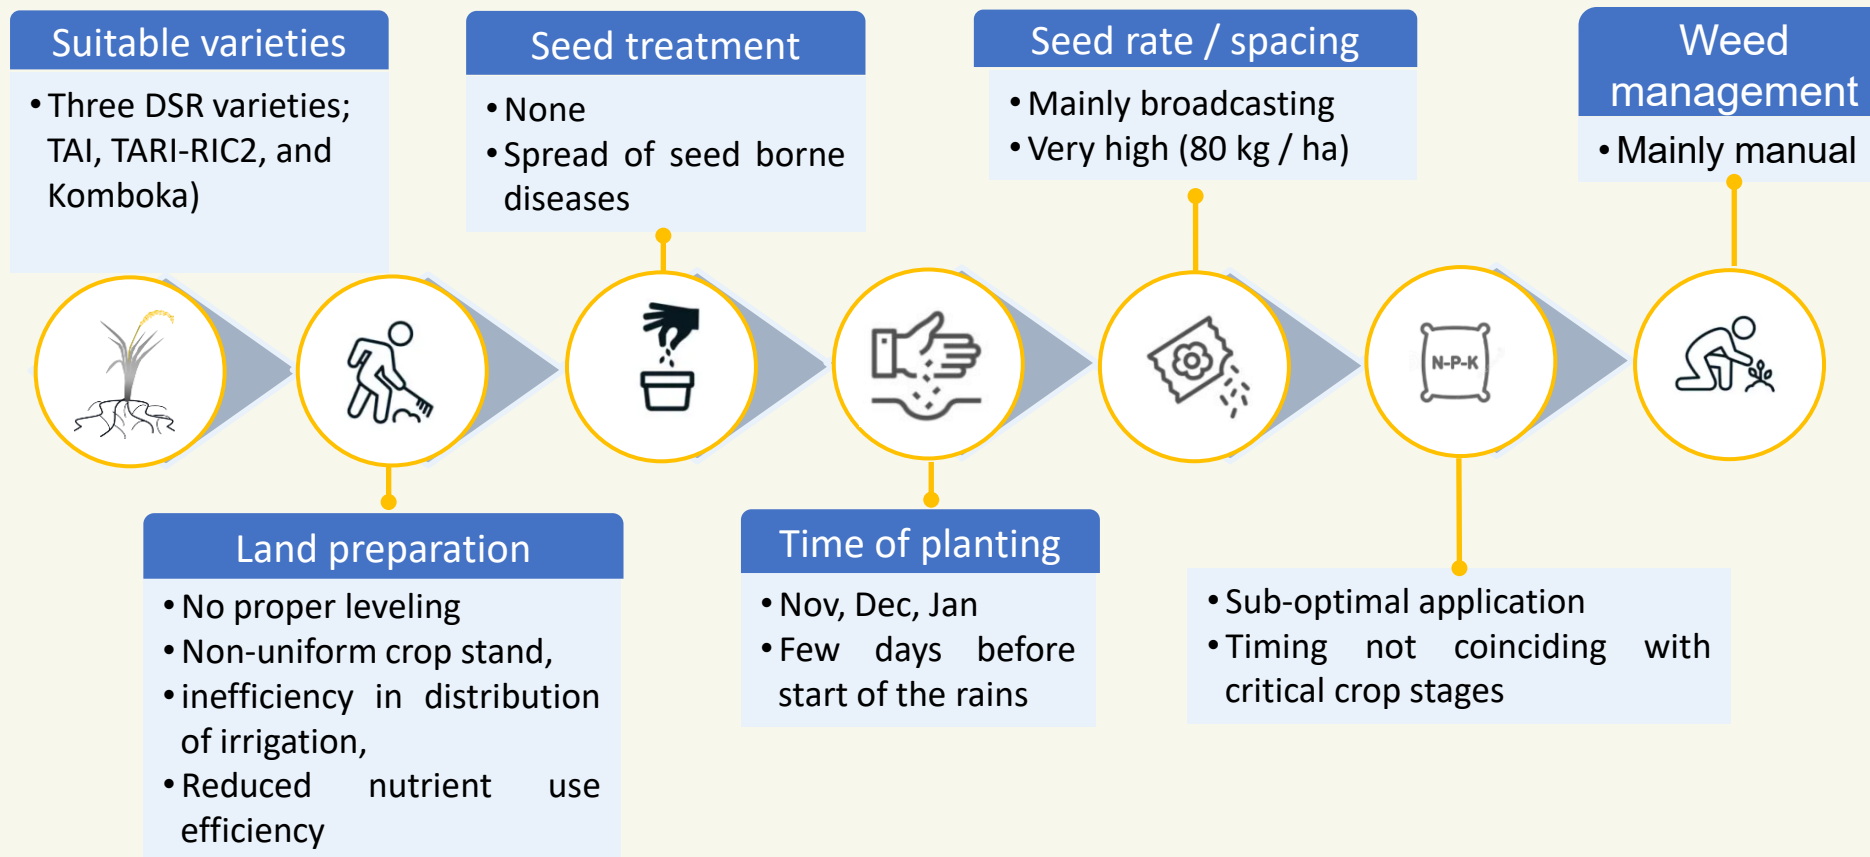 Suitable varieties
• Three DSR varieties;
TAI, TARI-RIC2, and
Komboka)
Seed treatment
• None
• Spread of seed borne
diseases
Seed rate / spacing
• Mainly broadcasting
• Very high (80 kg / ha)
Weed
management
• Mainly manual
N-P-K
Land preparation
• No proper leveling
• Non-uniform crop stand,
• inefficiency in distribution
of irrigation,
• Reduced nutrient use
efficiency
Time of planting
• Nov, Dec, Jan
• Few days before
start of the rains
• Sub-optimal application
• Timing not coinciding with
critical crop stages